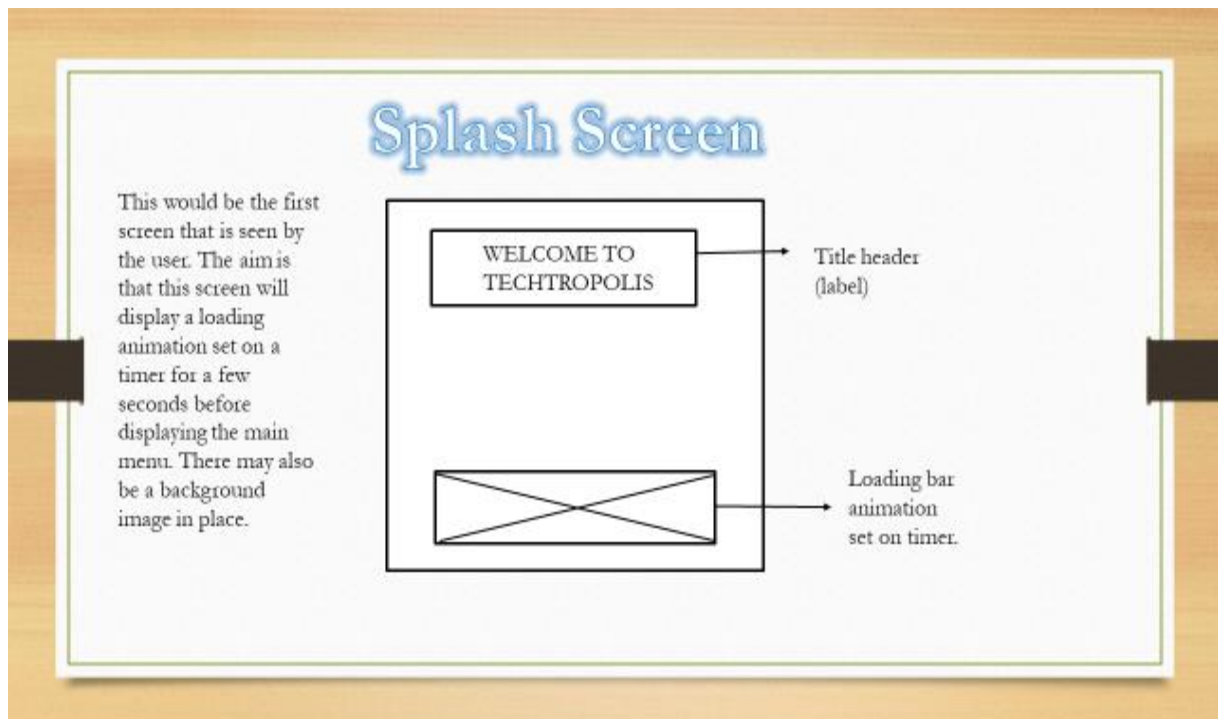 Splash Screen
This would be the first
screen that is seen by
the user. The aim is
that this screen will
display a loading
animation set on a
timer for a few
seconds before
displaying the main
menu. There may also
be a background
image in place.
WELCOME TO
TECHTROPOLIS
Title header
(label)
Loading bar
animation
set on timer.